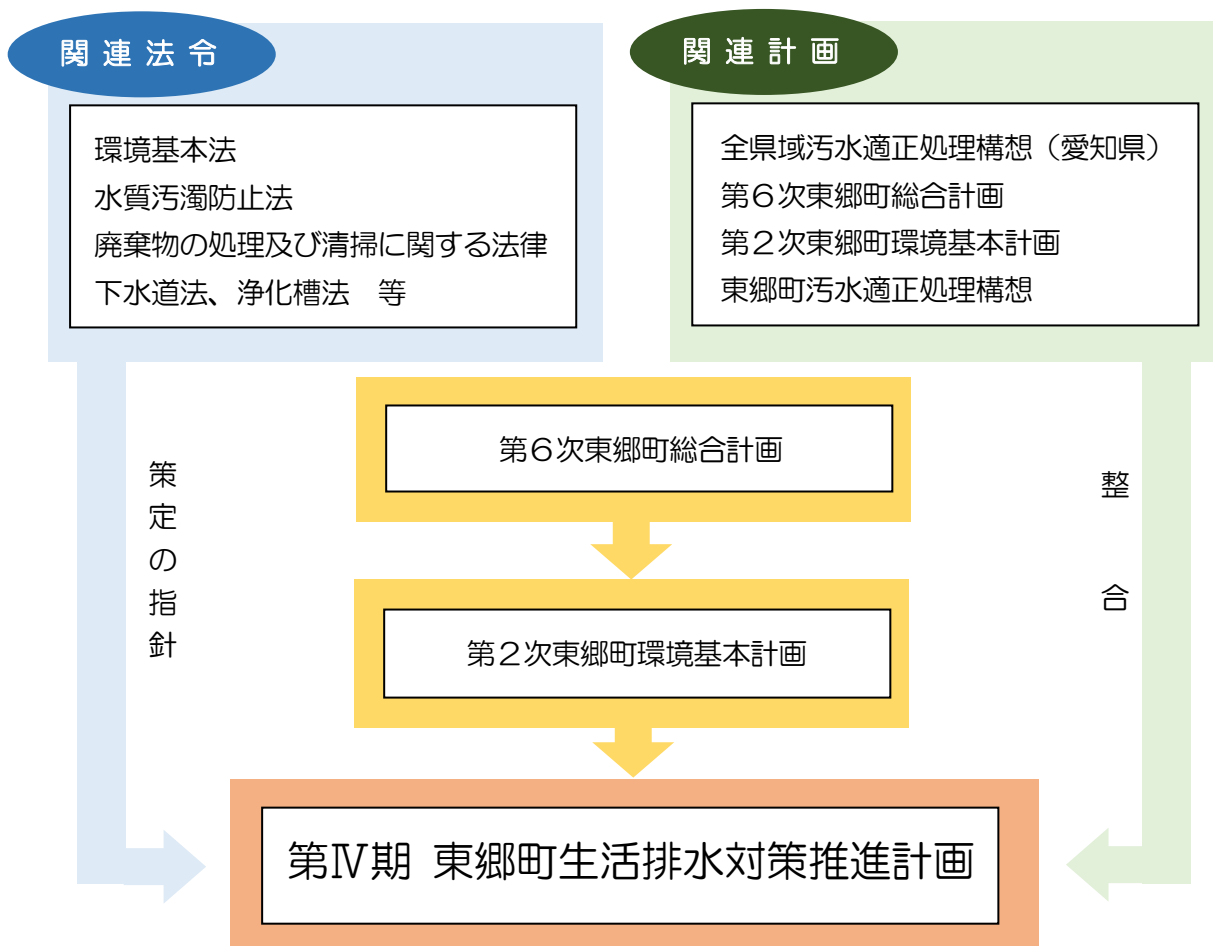 関連法令
環境基本法
水質汚濁防止法
廃棄物の処理及び清掃に関する法律
下水道法、浄化槽法　等
関連計画
全県域汚水適正処理構想（愛知県）
第６次東郷町総合計画
第２次東郷町環境基本計画
東郷町汚水適正処理構想
策定の指針
第６次東郷町総合計画
第２次東郷町環境基本計画
整合
第Ⅳ期 東郷町生活排水対策推進計画